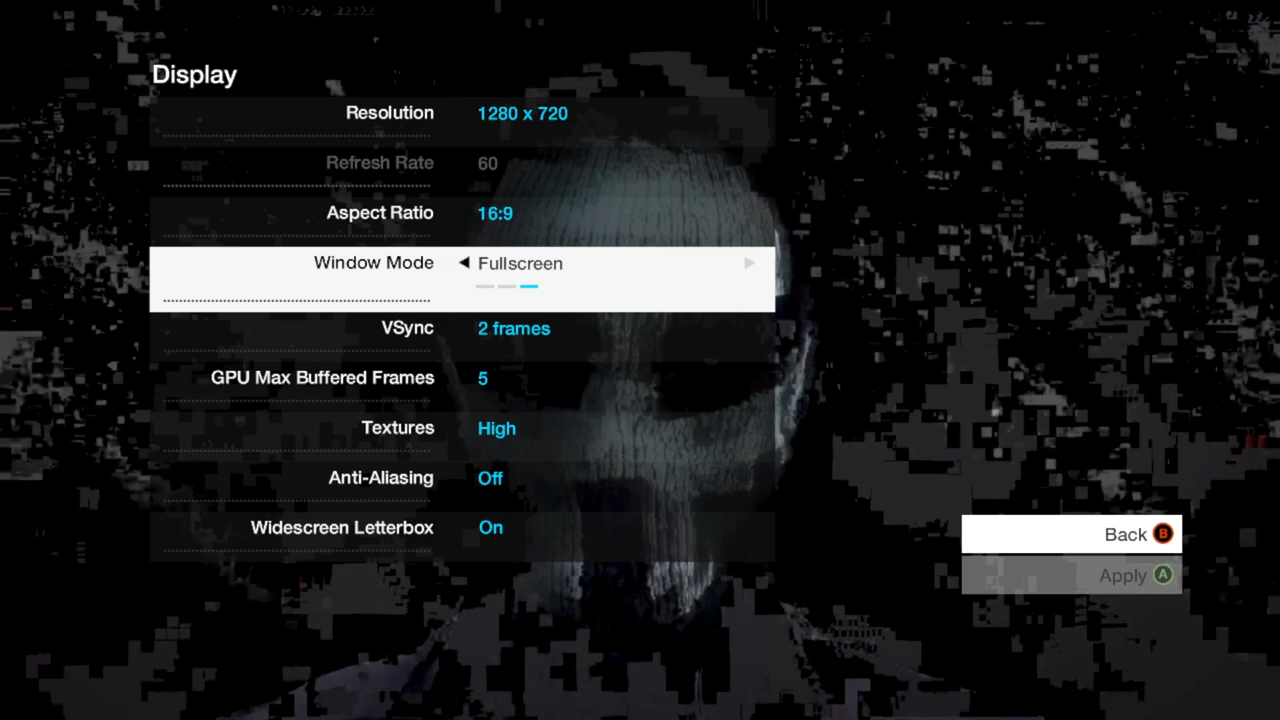 Display
Resolution 1280 x 720
Refresh Rate 60
Aspect Ratio 16:9
Window Mode Fullscreen
VSync 2 frames
GPU Max Buffered Frames 5
Textures High
Anti-Aliasing Off
Widescreen Letterbox On
Back B
Apply A